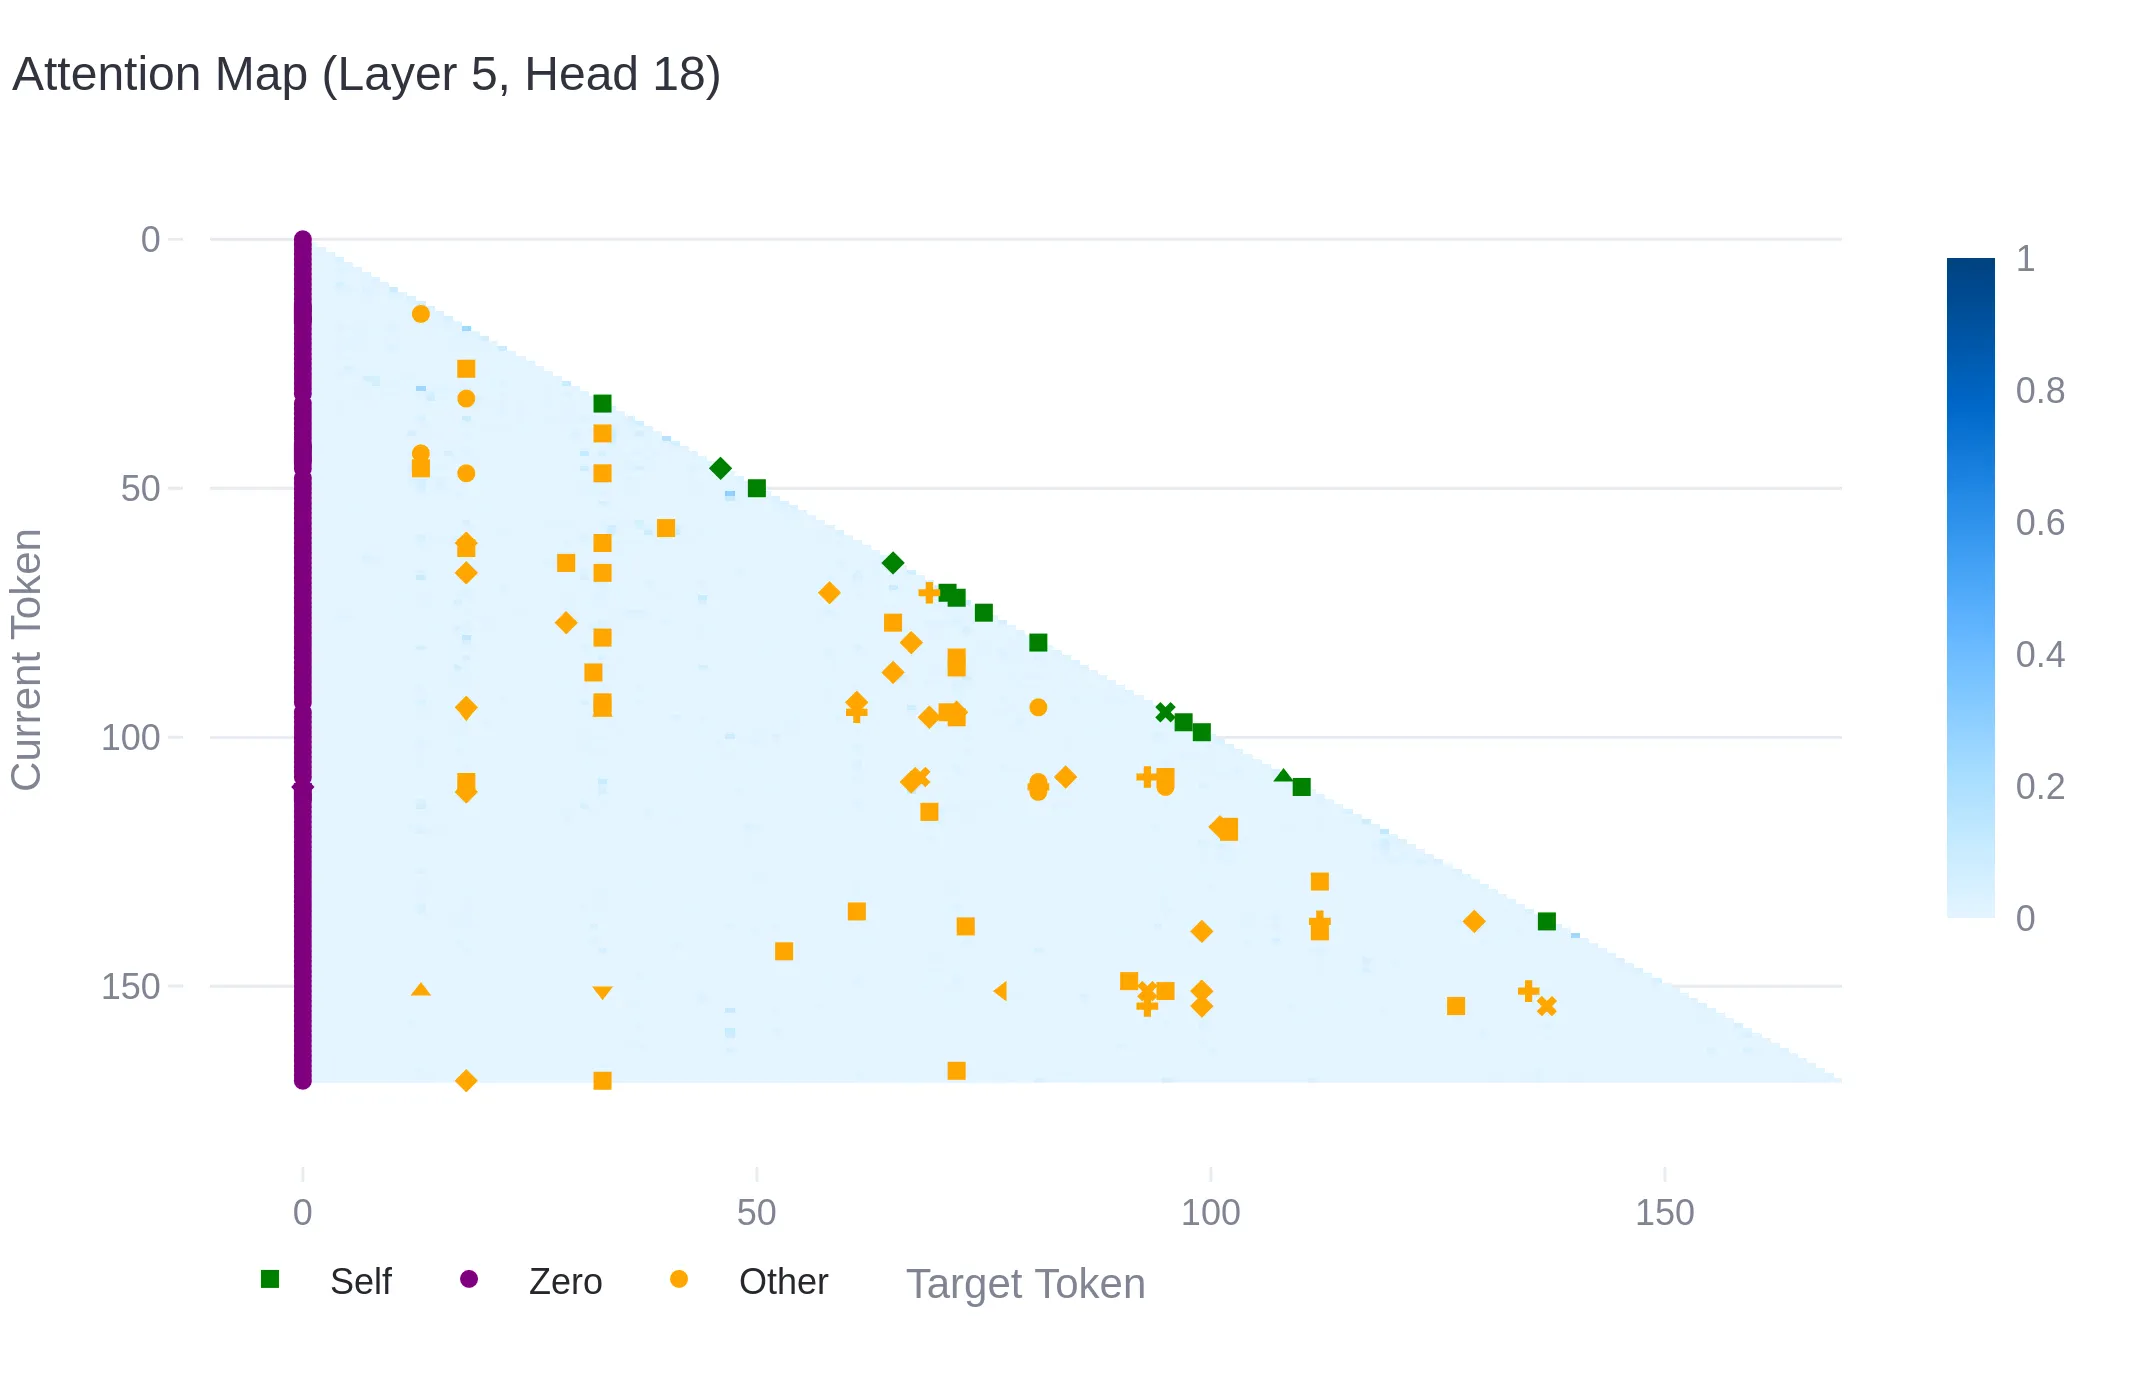 Attention Map (Layer 5, Head 18)
0
50
100
150
Current Token
1
0.8
0.6
0.4
0.2
0
0
50
100
150
Self
Zero
Other
Target Token